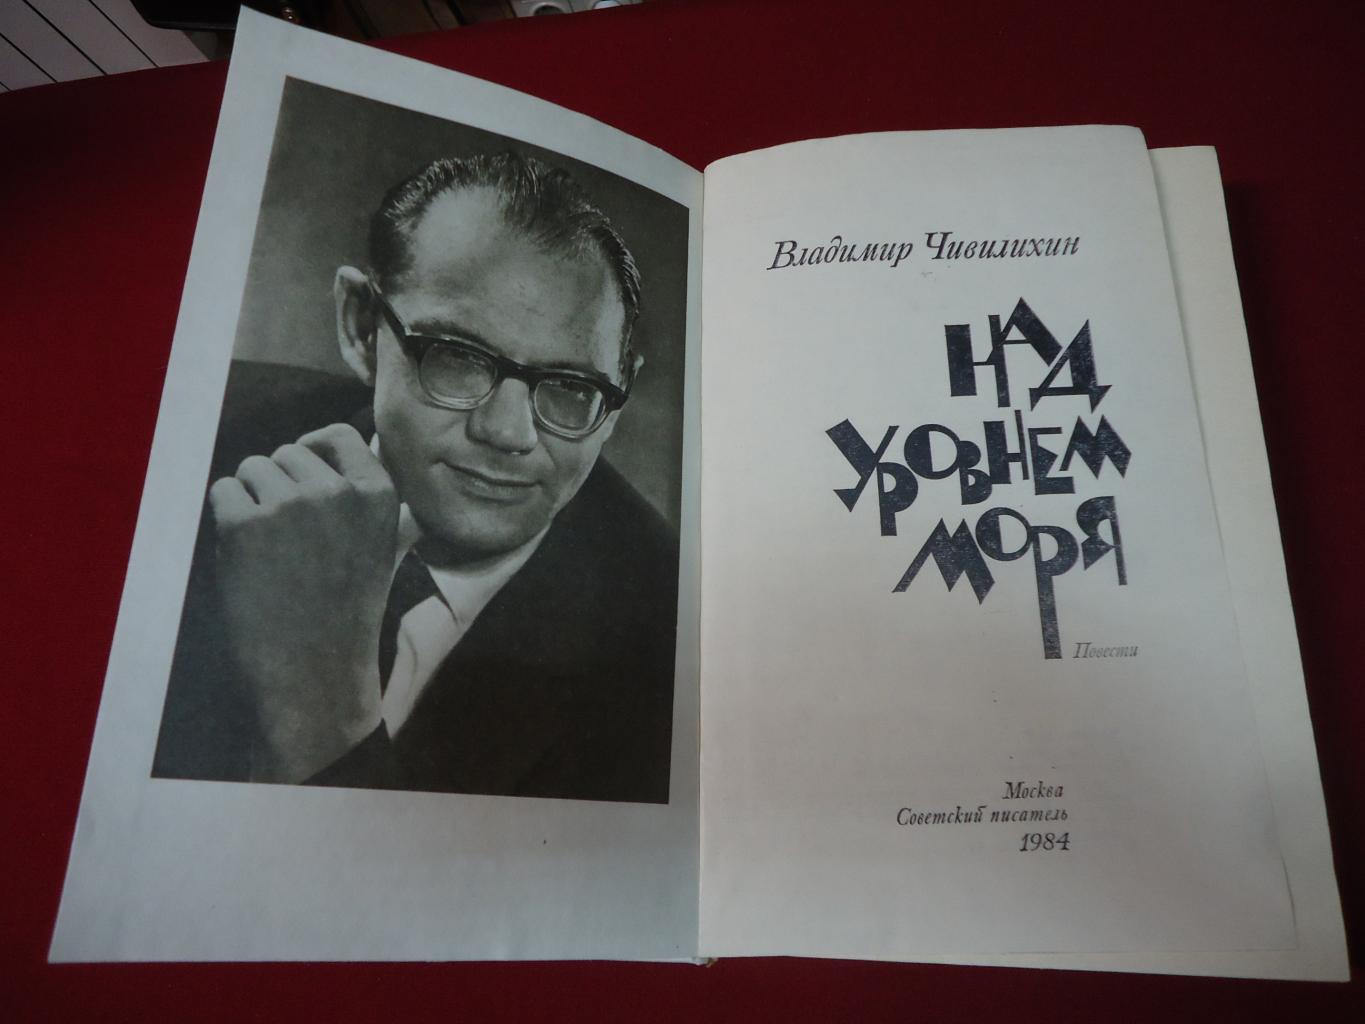 Владимир Чивилихин
НАД
УРОВНЕМ
МОРЯ
Повести
Москва
Советский писатель
1984